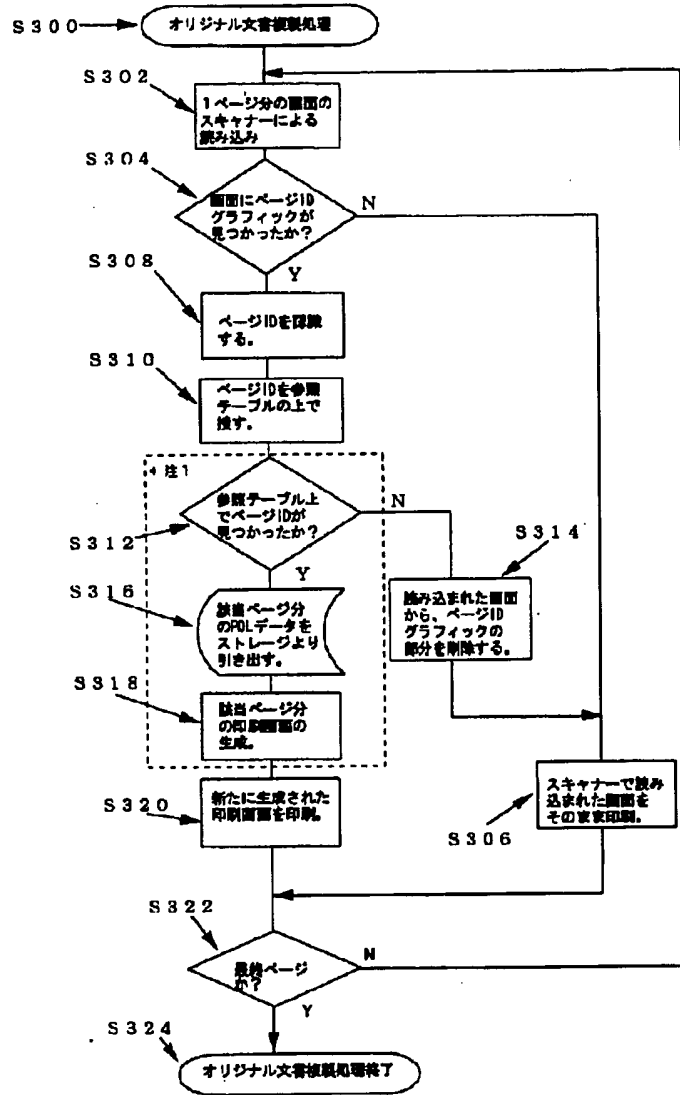 S300
オリジナル文書複製処理
S302
1ページ分の画面の
スキャナーによる
読み込み
S304
画面にページID
グラフィックが
見つかったか?
N
Y
S308
ページIDを認識
する。
S310
ページIDを参照
テーブルの上で
捜す。
* 注1
参照テーブル上
でページIDが
見つかったか?
N
S312
Y
S314
読み込まれた画面
から、ページID
グラフィックの
部分を削除する。
S316
該当ページ分
のPDLデータを
ストレージより
引き出す。
S318
該当ページ分
の印刷画面の
生成。
S320
新たに生成された
印刷画面を印刷。
スキャナーで読み
込まれた画面を
そのまま印刷。
S306
S322
最終ページ
か?
N
Y
S324
オリジナル文書複製処理終了